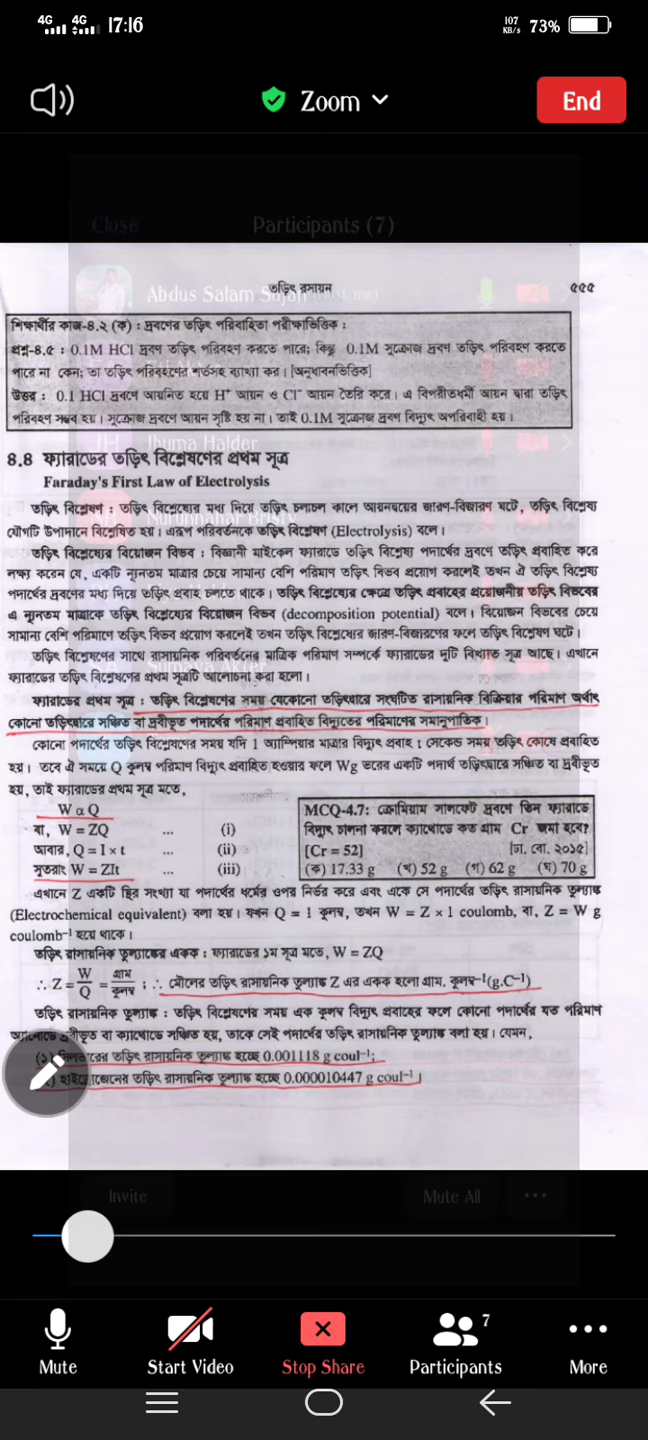 4G 4G 17:16 107 KB/s 73%
Zoom End
Close Participants (7)
তড়িৎ রসায়ন ৫৫৫
Abdus Salam Sujan
শিক্ষার্থীর কাজ-৪.২ (ক) : দ্রবণের তড়িৎ পরিবাহিতা পরীক্ষাভিত্তিক :
প্রশ্ন-৪.৫ : 0.1M HCl দ্রবণ তড়িৎ পরিবহণ করতে পারে; কিন্তু 0.1M সুক্রোজ দ্রবণ তড়িৎ পরিবহণ করতে
পারে না কেন; তা তড়িৎ পরিবহণের শর্তসহ ব্যাখ্যা কর। [অনুধাবনভিত্তিক]
উত্তর : 0.1 HCl দ্রবণে আয়নিত হয়ে H⁺ আয়ন ও Cl⁻ আয়ন তৈরি করে। এ বিপরীতধর্মী আয়ন দ্বারা তড়িৎ
পরিবহণ সম্ভব হয়। সুক্রোজ দ্রবণে আয়ন সৃষ্টি হয় না। তাই 0.1M সুক্রোজ দ্রবণ বিদ্যুৎ অপরিবাহী হয়।
Jhuma Halder
৪.৪ ফ্যারাডের তড়িৎ বিশ্লেষণের প্রথম সূত্র
Faraday's First Law of Electrolysis
তড়িৎ বিশ্লেষণ : তড়িৎ বিশ্লেষ্যের মধ্য দিয়ে তড়িৎ চলাচল কালে আয়নদ্বয়ের জারণ-বিজারণ ঘটে, তড়িৎ বিশ্লেষ্য
যৌগটি উপাদানে বিশ্লেষিত হয়। এরূপ পরিবর্তনকে তড়িৎ বিশ্লেষণ (Electrolysis) বলে।
তড়িৎ বিশ্লেষ্যের বিয়োজন বিভব : বিজ্ঞানী মাইকেল ফ্যারাডে তড়িৎ বিশ্লেষ্য পদার্থের দ্রবণে তড়িৎ প্রবাহিত করে
লক্ষ্য করেন যে, একটি ন্যূনতম মাত্রার চেয়ে সামান্য বেশি পরিমাণ তড়িৎ বিভব প্রয়োগ করলেই তখন ঐ তড়িৎ বিশ্লেষ্য
পদার্থের দ্রবণের মধ্য দিয়ে তড়িৎ প্রবাহ চলতে থাকে। তড়িৎ বিশ্লেষ্যের ক্ষেত্রে তড়িৎ প্রবাহের প্রয়োজনীয় তড়িৎ বিভবের
এ ন্যূনতম মাত্রাকে তড়িৎ বিশ্লেষ্যের বিয়োজন বিভব (decomposition potential) বলে। বিয়োজন বিভবের চেয়ে
সামান্য বেশি পরিমাণে তড়িৎ বিভব প্রয়োগ করলেই তখন তড়িৎ বিশ্লেষ্যের জারণ-বিজারণের ফলে তড়িৎ বিশ্লেষণ ঘটে।
তড়িৎ বিশ্লেষণের সাথে রাসায়নিক পরিবর্তনের মাত্রিক পরিমাণ সম্পর্কে ফ্যারাডের দুটি বিখ্যাত সূত্র আছে। এখানে
Sumaya Akter
ফ্যারাডের তড়িৎ বিশ্লেষণের প্রথম সূত্রটি আলোচনা করা হলো।
ফ্যারাডের প্রথম সূত্র : তড়িৎ বিশ্লেষণের সময় যেকোনো তড়িৎদ্বারে সংঘটিত রাসায়নিক বিক্রিয়ার পরিমাণ অর্থাৎ
কোনো তড়িৎদ্বারে সঞ্চিত বা দ্রবীভূত পদার্থের পরিমাণ প্রবাহিত বিদ্যুতের পরিমাণের সমানুপাতিক।
কোনো পদার্থের তড়িৎ বিশ্লেষণের সময় যদি 1 অ্যাম্পিয়ার মাত্রার বিদ্যুৎ প্রবাহ t সেকেন্ড সময় তড়িৎ কোষে প্রবাহিত
হয়। তবে ঐ সময়ে Q কুলম্ব পরিমাণ বিদ্যুৎ প্রবাহিত হওয়ার ফলে Wg ভরের একটি পদার্থ তড়িৎদ্বারে সঞ্চিত বা দ্রবীভূত
হয়, তাই ফ্যারাডের প্রথম সূত্র মতে,
W α Q
বা, W = ZQ ... (i)
আবার, Q = I × t ... (ii)
সুতরাং W = ZIt ... (iii)
MCQ-4.7: ক্রোমিয়াম সালফেট দ্রবণে তিন ফ্যারাডে
বিদ্যুৎ চালনা করলে ক্যাথোডে কত গ্রাম Cr জমা হবে?
[Cr = 52] [ঢা. বো. ২০১৫]
(ক) 17.33 g (খ) 52 g (গ) 62 g (ঘ) 70 g
এখানে Z একটি স্থির সংখ্যা যা পদার্থের ধর্মের ওপর নির্ভর করে এবং একে সে পদার্থের তড়িৎ রাসায়নিক তুল্যাঙ্ক
(Electrochemical equivalent) বলা হয়। যখন Q = 1 কুলম্ব, তখন W = Z × 1 coulomb, বা, Z = W g
coulomb⁻¹ হয়ে থাকে।
তড়িৎ রাসায়নিক তুল্যাঙ্কের একক : ফ্যারাডের ১ম সূত্র মতে, W = ZQ
∴ Z = W/Q = গ্রাম/কুলম্ব ; ∴ মৌলের তড়িৎ রাসায়নিক তুল্যাঙ্ক Z এর একক হলো গ্রাম. কুলম্ব⁻¹ (g.C⁻¹)
তড়িৎ রাসায়নিক তুল্যাঙ্ক : তড়িৎ বিশ্লেষণের সময় এক কুলম্ব বিদ্যুৎ প্রবাহের ফলে কোনো পদার্থের যত পরিমাণ
অ্যানোডে দ্রবীভূত বা ক্যাথোডে সঞ্চিত হয়, তাকে সেই পদার্থের তড়িৎ রাসায়নিক তুল্যাঙ্ক বলা হয়। যেমন,
(১) সিলভারের তড়িৎ রাসায়নিক তুল্যাঙ্ক হচ্ছে 0.001118 g coul⁻¹;
হাইড্রোজেনের তড়িৎ রাসায়নিক তুল্যাঙ্ক হচ্ছে 0.000010447 g coul⁻¹।
Invite Mute All
Mute Start Video Stop Share Participants 7 More